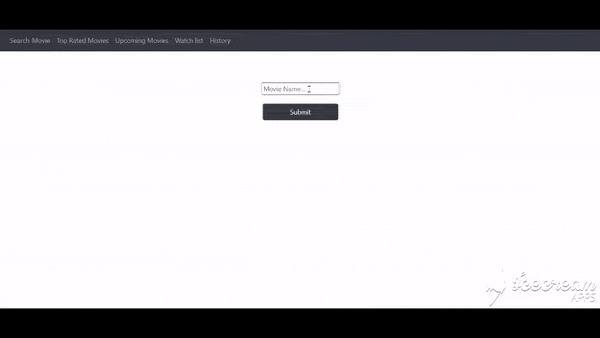 Search Movie Top Rated Movies Upcoming Movies Watch list History
Movie Name...
Submit
icecream
APPS